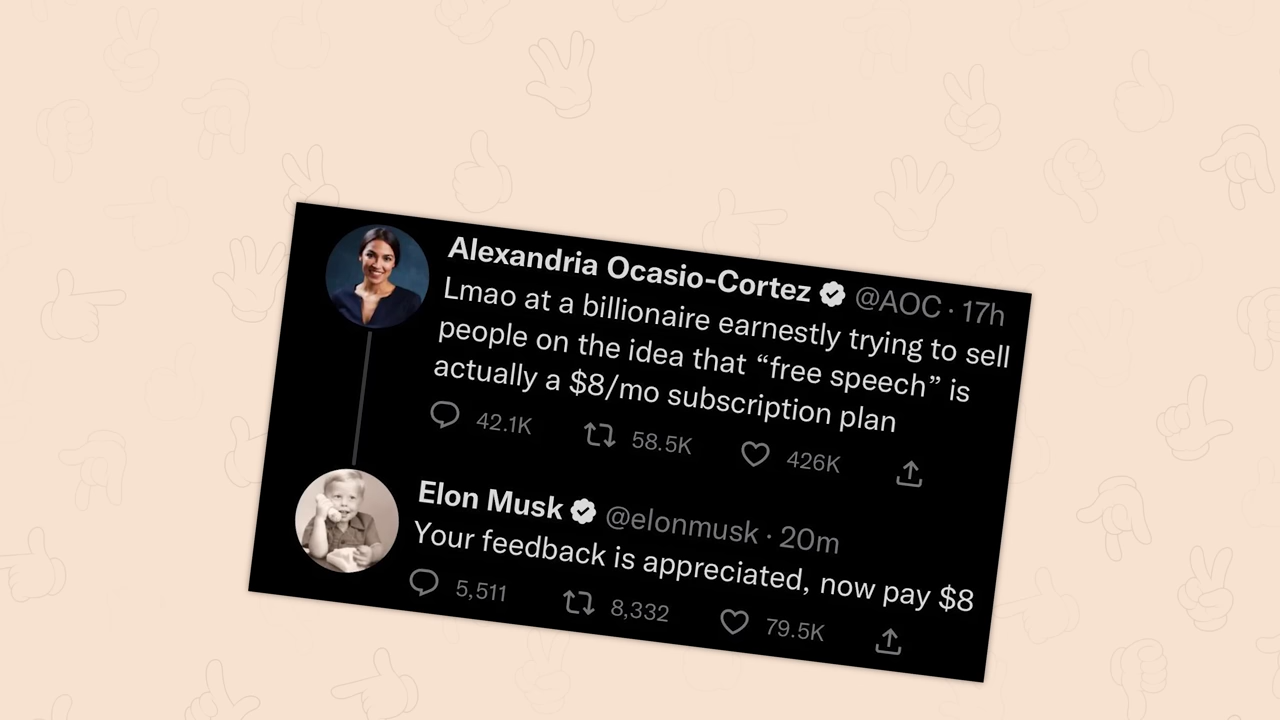 Alexandria Ocasio-Cortez @AOC · 17h
Lmao at a billionaire earnestly trying to sell
people on the idea that “free speech” is
actually a $8/mo subscription plan
42.1K 58.5K 426K
Elon Musk @elonmusk · 20m
Your feedback is appreciated, now pay $8
5,511 8,332 79.5K